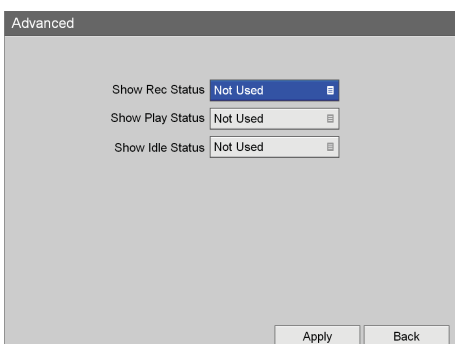 Advanced
Show Rec Status Not Used
Show Play Status Not Used
Show Idle Status Not Used
Apply Back